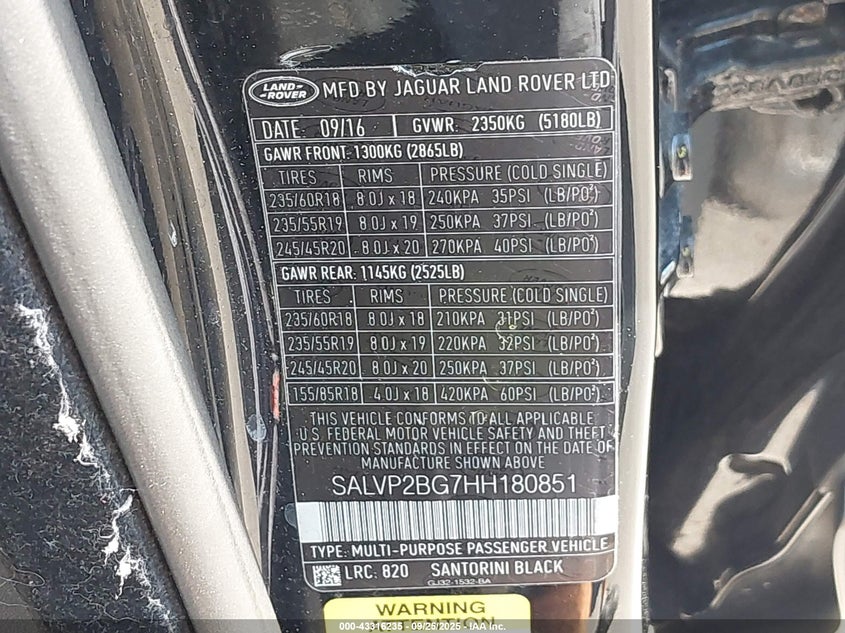 LAND ROVER MFD BY JAGUAR LAND ROVER LTD
DATE: 09/16 GVWR: 2350KG (5180LB)
GAWR FRONT: 1300KG (2865LB)
TIRES RIMS PRESSURE (COLD SINGLE)
235/60R18 8.0J x 18 240KPA 35PSI (LB/PO²)
235/55R19 8.0J x 19 250KPA 37PSI (LB/PO²)
245/45R20 8.0J x 20 270KPA 40PSI (LB/PO²)
GAWR REAR: 1145KG (2525LB)
TIRES RIMS PRESSURE (COLD SINGLE)
235/60R18 8.0J x 18 210KPA 31PSI (LB/PO²)
235/55R19 8.0J x 19 220KPA 32PSI (LB/PO²)
245/45R20 8.0J x 20 250KPA 37PSI (LB/PO²)
155/85R18 4.0J x 18 420KPA 60PSI (LB/PO²)
THIS VEHICLE CONFORMS TO ALL APPLICABLE
U.S. FEDERAL MOTOR VEHICLE SAFETY AND THEFT
PREVENTION STANDARDS IN EFFECT ON THE DATE OF
MANUFACTURE SHOWN ABOVE
SALVP2BG7HH180851
TYPE: MULTI-PURPOSE PASSENGER VEHICLE
LRC: 820 SANTORINI BLACK
GJ32-1532-BA
WARNING
000-43316235 - 09/26/2025 - IAA Inc.